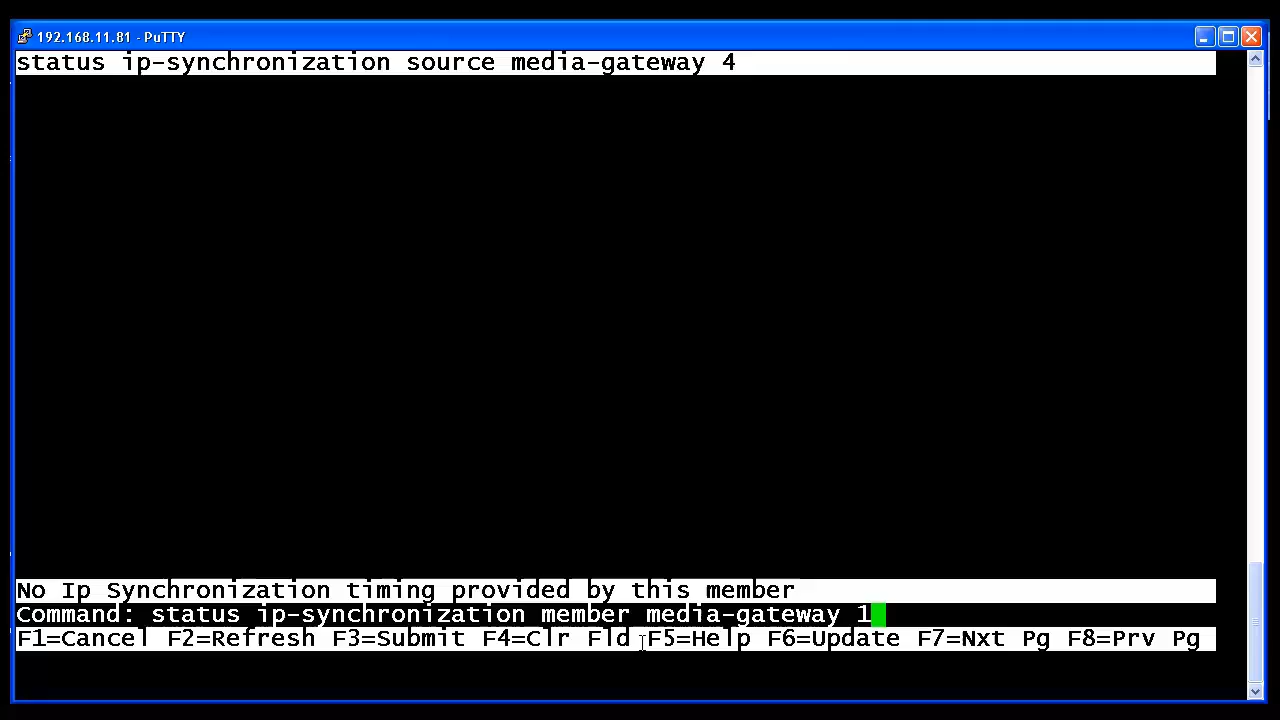 192.168.11.81 - PuTTY
status ip-synchronization source media-gateway 4
No Ip Synchronization timing provided by this member
Command: status ip-synchronization member media-gateway 1
F1=Cancel F2=Refresh F3=Submit F4=Clr Fld F5=Help F6=Update F7=Nxt Pg F8=Prv Pg